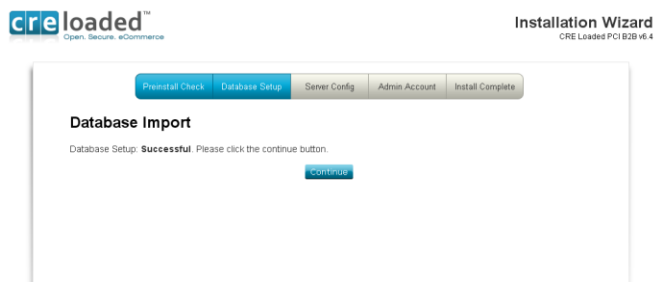 creloaded™
Open. Secure. eCommerce
Installation Wizard
CRE Loaded PCI B2B v6.4
Preinstall Check Database Setup Server Config Admin Account Install Complete
Database Import
Database Setup: Successful. Please click the continue button.
Continue